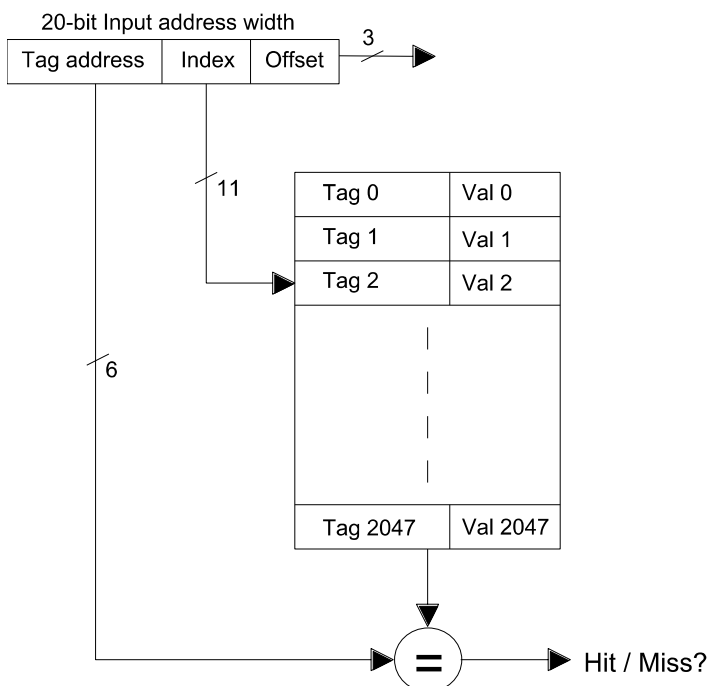 20-bit Input address width
Tag address Index Offset
3
11
6
Tag 0 Val 0
Tag 1 Val 1
Tag 2 Val 2
Tag 2047 Val 2047
=
Hit / Miss?